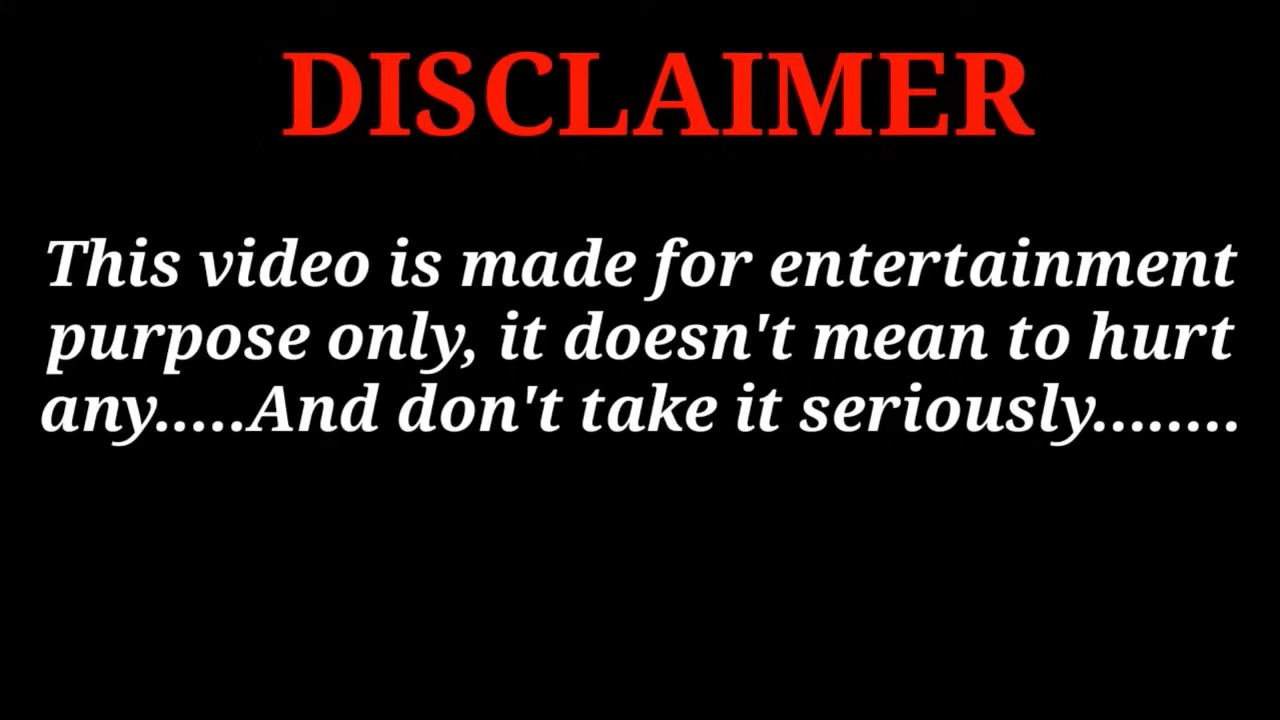 DISCLAIMER
This video is made for entertainment
purpose only, it doesn't mean to hurt
any.....And don't take it seriously........